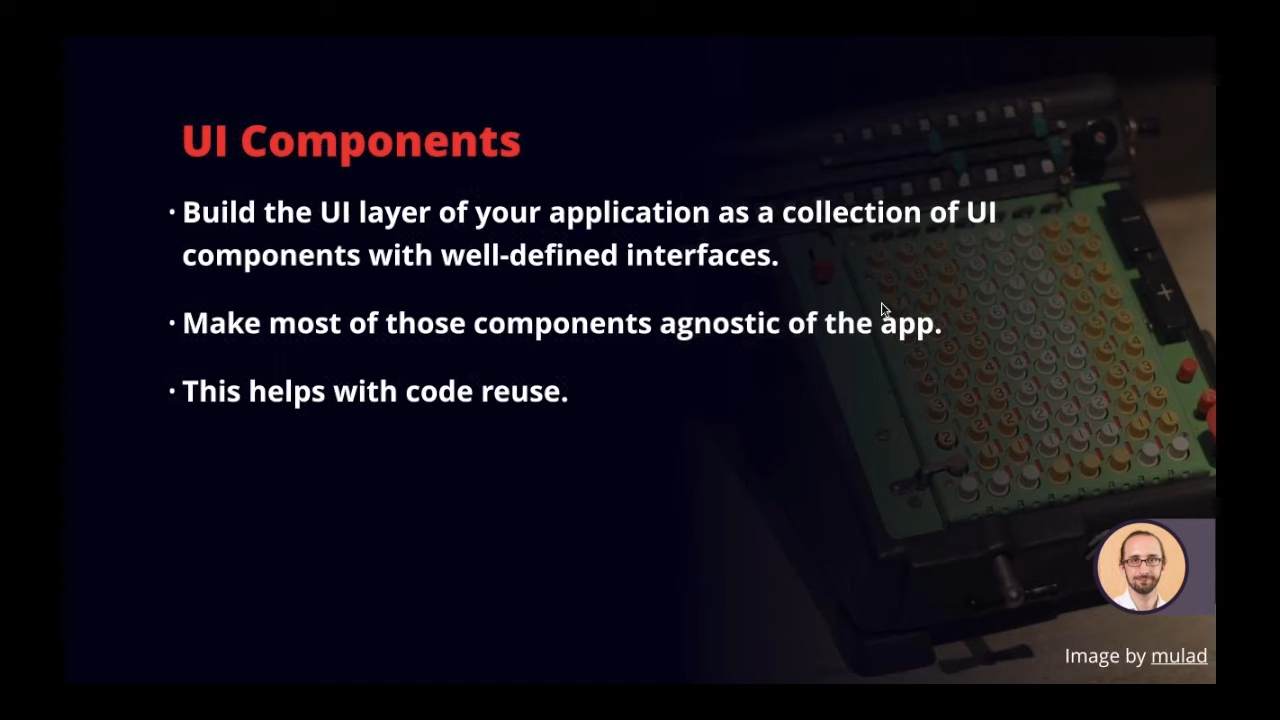 UI Components
· Build the UI layer of your application as a collection of UI
components with well-defined interfaces.
· Make most of those components agnostic of the app.
· This helps with code reuse.
Image by mulad